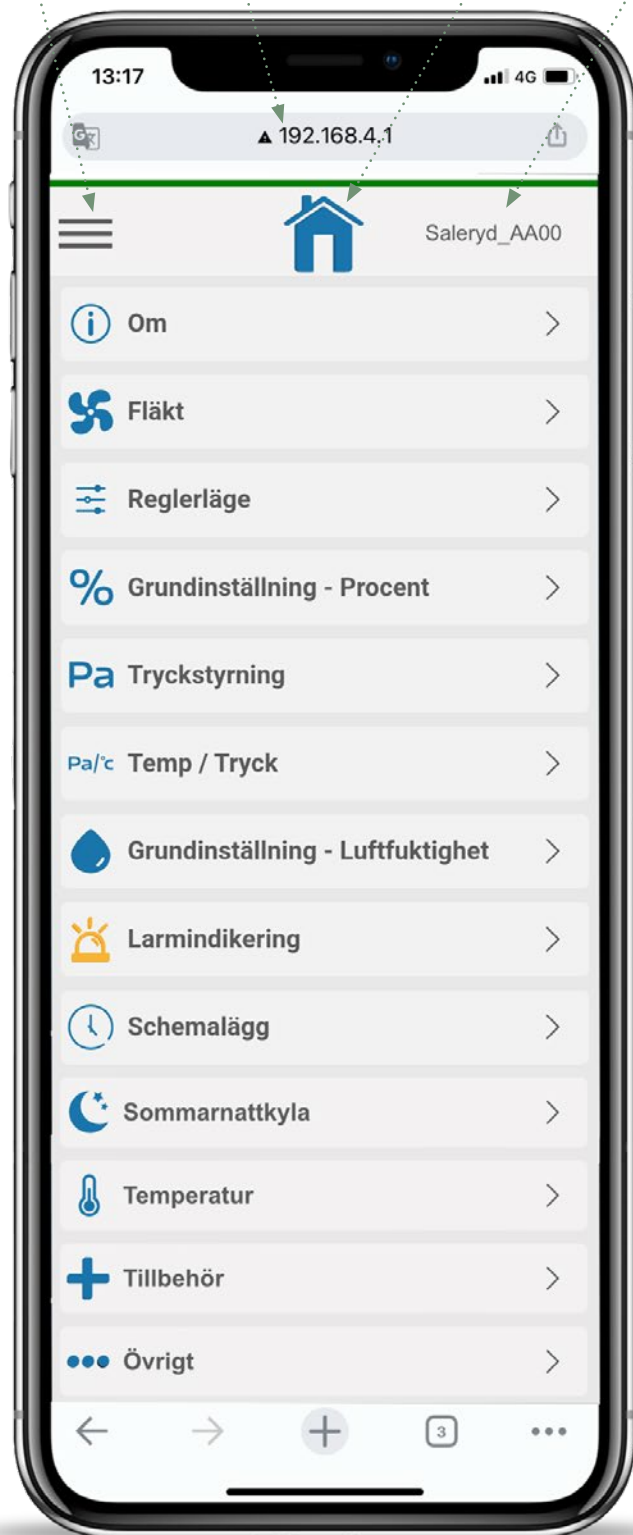 13:17
4G
192.168.4.1
Saleryd_AA00
Om
Fläkt
Reglerläge
% Grundinställning - Procent
Pa Tryckstyrning
Pa/°c Temp / Tryck
Grundinställning - Luftfuktighet
Larmindikering
Schemalägg
Sommarnattkyla
Temperatur
Tillbehör
Övrigt
3